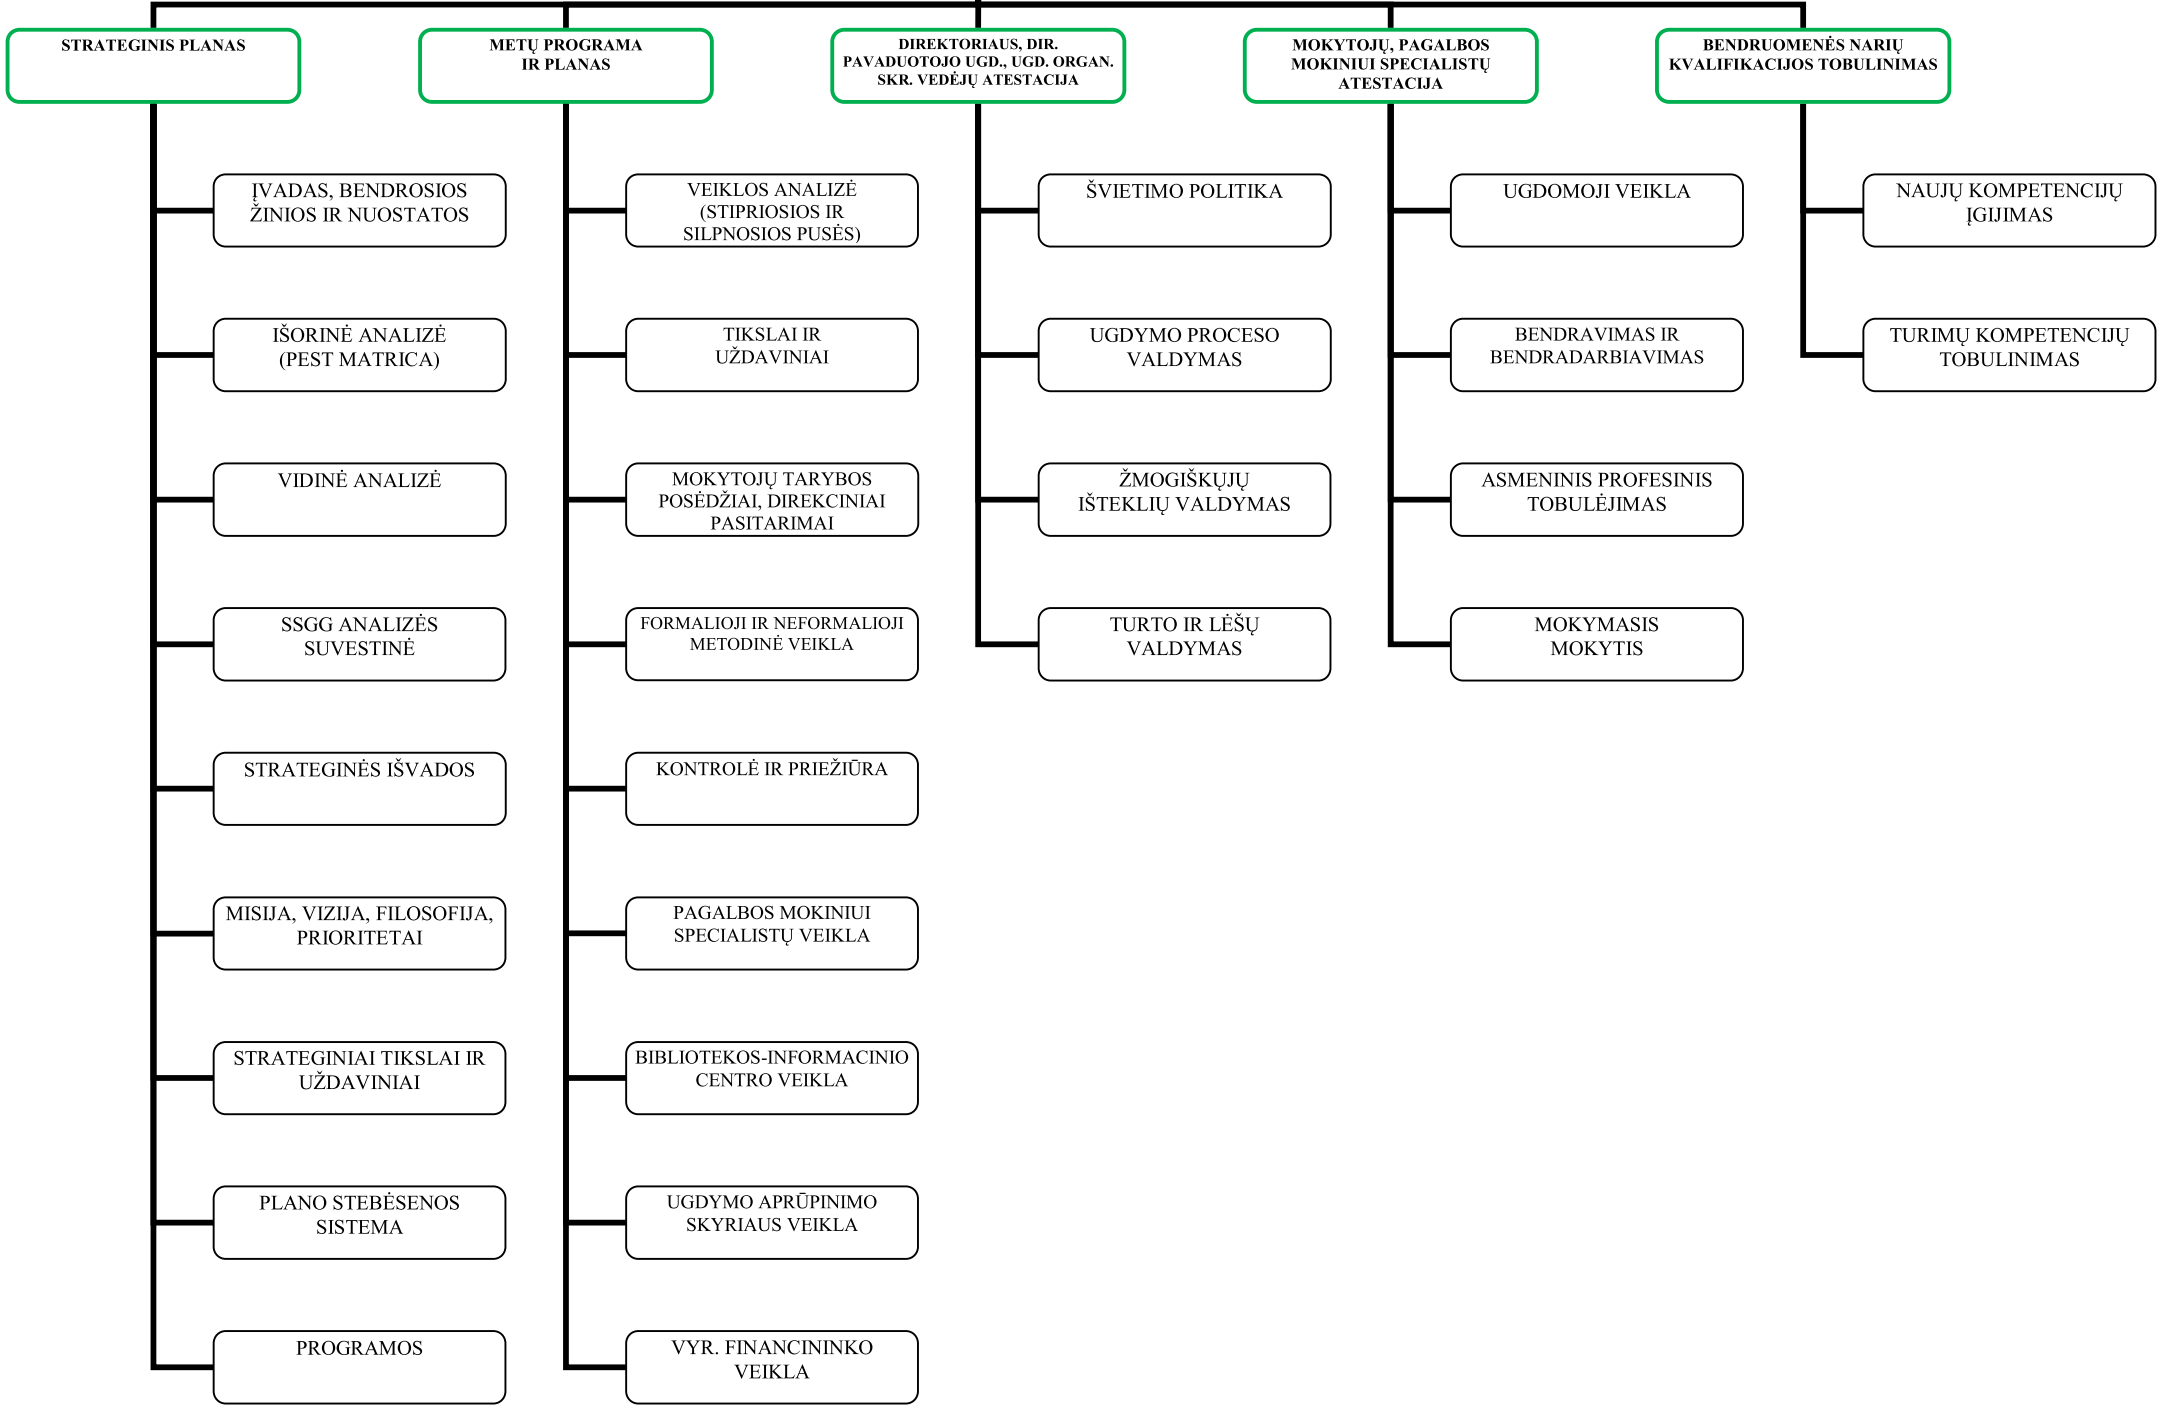 STRATEGINIS PLANAS
METŲ PROGRAMA
IR PLANAS
DIREKTORIAUS, DIR.
PAVADUOTOJO UGD., UGD. ORGAN.
SKR. VEDĖJŲ ATESTACIJA
MOKYTOJŲ, PAGALBOS
MOKINIUI SPECIALISTŲ
ATESTACIJA
BENDRUOMENĖS NARIŲ
KVALIFIKACIJOS TOBULINIMAS
ĮVADAS, BENDROSIOS
ŽINIOS IR NUOSTATOS
IŠORINĖ ANALIZĖ
(PEST MATRICA)
VIDINĖ ANALIZĖ
SSGG ANALIZĖS
SUVESTINĖ
STRATEGINĖS IŠVADOS
MISIJA, VIZIJA, FILOSOFIJA,
PRIORITETAI
STRATEGINIAI TIKSLAI IR
UŽDAVINIAI
PLANO STEBĖSENOS
SISTEMA
PROGRAMOS
VEIKLOS ANALIZĖ
(STIPRIOSIOS IR
SILPNOSIOS PUSĖS)
TIKSLAI IR
UŽDAVINIAI
MOKYTOJŲ TARYBOS
POSĖDŽIAI, DIREKCINIAI
PASITARIMAI
FORMALIOJI IR NEFORMALIOJI
METODINĖ VEIKLA
KONTROLĖ IR PRIEŽIŪRA
PAGALBOS MOKINIUI
SPECIALISTŲ VEIKLA
BIBLIOTEKOS-INFORMACINIO
CENTRO VEIKLA
UGDYMO APRŪPINIMO
SKYRIAUS VEIKLA
VYR. FINANCININKO
VEIKLA
ŠVIETIMO POLITIKA
UGDYMO PROCESO
VALDYMAS
ŽMOGIŠKŲJŲ
IŠTEKLIŲ VALDYMAS
TURTO IR LĖŠŲ
VALDYMAS
UGDOMOJI VEIKLA
BENDRAVIMAS IR
BENDRADARBIAVIMAS
ASMENINIS PROFESINIS
TOBULĖJIMAS
MOKYMASIS
MOKYTIS
NAUJŲ KOMPETENCIJŲ
ĮGIJIMAS
TURIMŲ KOMPETENCIJŲ
TOBULINIMAS